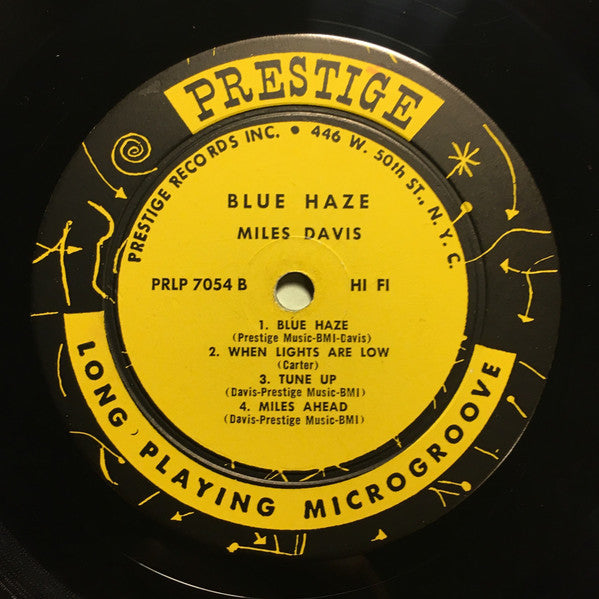 PRESTIGE
PRESTIGE RECORDS INC. • 446 W. 50th ST., N. Y. C.
BLUE HAZE
MILES DAVIS
PRLP 7054 B HI FI
1. BLUE HAZE
(Prestige Music-BMI-Davis)
2. WHEN LIGHTS ARE LOW
(Carter)
3. TUNE UP
(Davis-Prestige Music-BMI)
4. MILES AHEAD
(Davis-Prestige Music-BMI)
LONG PLAYING MICROGROOVE